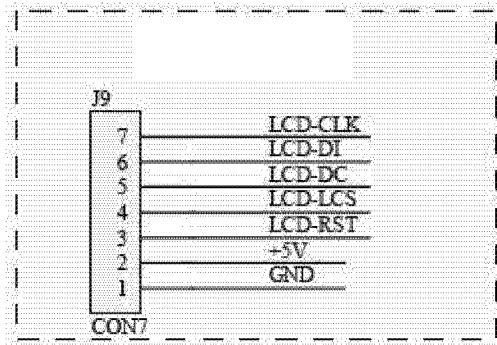 J9
7 LCD-CLK
6 LCD-DI
5 LCD-DC
4 LCD-LCS
3 LCD-RST
2 +5V
1 GND
CON7